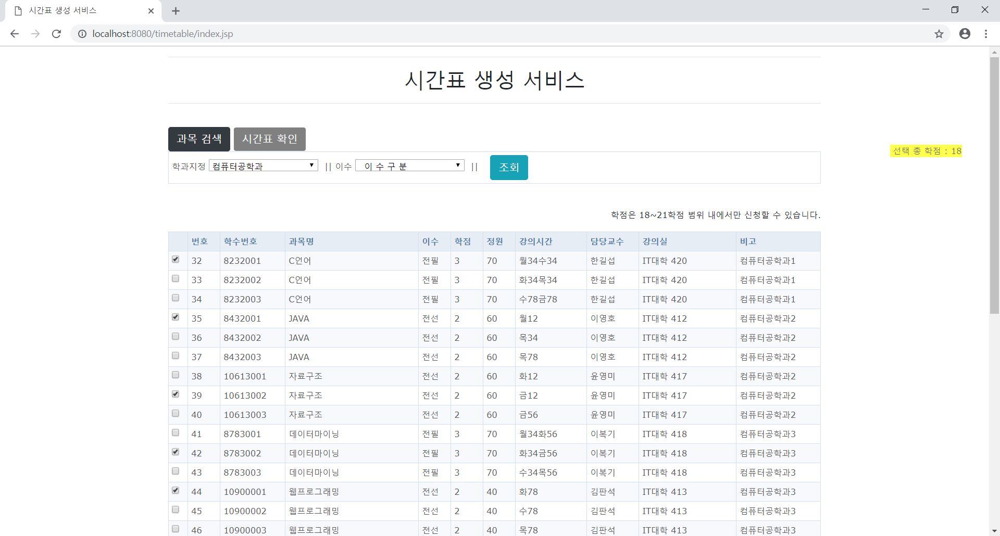 시간표 생성 서비스
localhost:8080/timetable/index.jsp
시간표 생성 서비스
과목 검색 시간표 확인
선택 총 학점 : 18
학과지정 컴퓨터공학과 || 이수 이 수 구 분 || 조회
학점은 18~21학점 범위 내에서만 신청할 수 있습니다.
번호 학수번호 과목명 이수 학점 정원 강의시간 담당교수 강의실 비고
32 8232001 C언어 전필 3 70 월34수34 한길섭 IT대학 420 컴퓨터공학과1
33 8232002 C언어 전필 3 70 화34목34 한길섭 IT대학 420 컴퓨터공학과1
34 8232003 C언어 전필 3 70 수78금78 한길섭 IT대학 420 컴퓨터공학과1
35 8432001 JAVA 전선 2 60 월12 이영호 IT대학 412 컴퓨터공학과2
36 8432002 JAVA 전선 2 60 목34 이영호 IT대학 412 컴퓨터공학과2
37 8432003 JAVA 전선 2 60 목78 이영호 IT대학 412 컴퓨터공학과2
38 10613001 자료구조 전선 2 60 화12 윤영미 IT대학 417 컴퓨터공학과2
39 10613002 자료구조 전선 2 60 금12 윤영미 IT대학 417 컴퓨터공학과2
40 10613003 자료구조 전선 2 60 금56 윤영미 IT대학 417 컴퓨터공학과2
41 8783001 데이터마이닝 전필 3 70 월34화56 이복기 IT대학 418 컴퓨터공학과3
42 8783002 데이터마이닝 전필 3 70 화34금56 이복기 IT대학 418 컴퓨터공학과3
43 8783003 데이터마이닝 전필 3 70 수34목56 이복기 IT대학 418 컴퓨터공학과3
44 10900001 웹프로그래밍 전선 2 40 화78 김판석 IT대학 413 컴퓨터공학과3
45 10900002 웹프로그래밍 전선 2 40 수78 김판석 IT대학 413 컴퓨터공학과3
46 10900003 웹프로그래밍 전선 2 40 목78 김판석 IT대학 413 컴퓨터공학과3